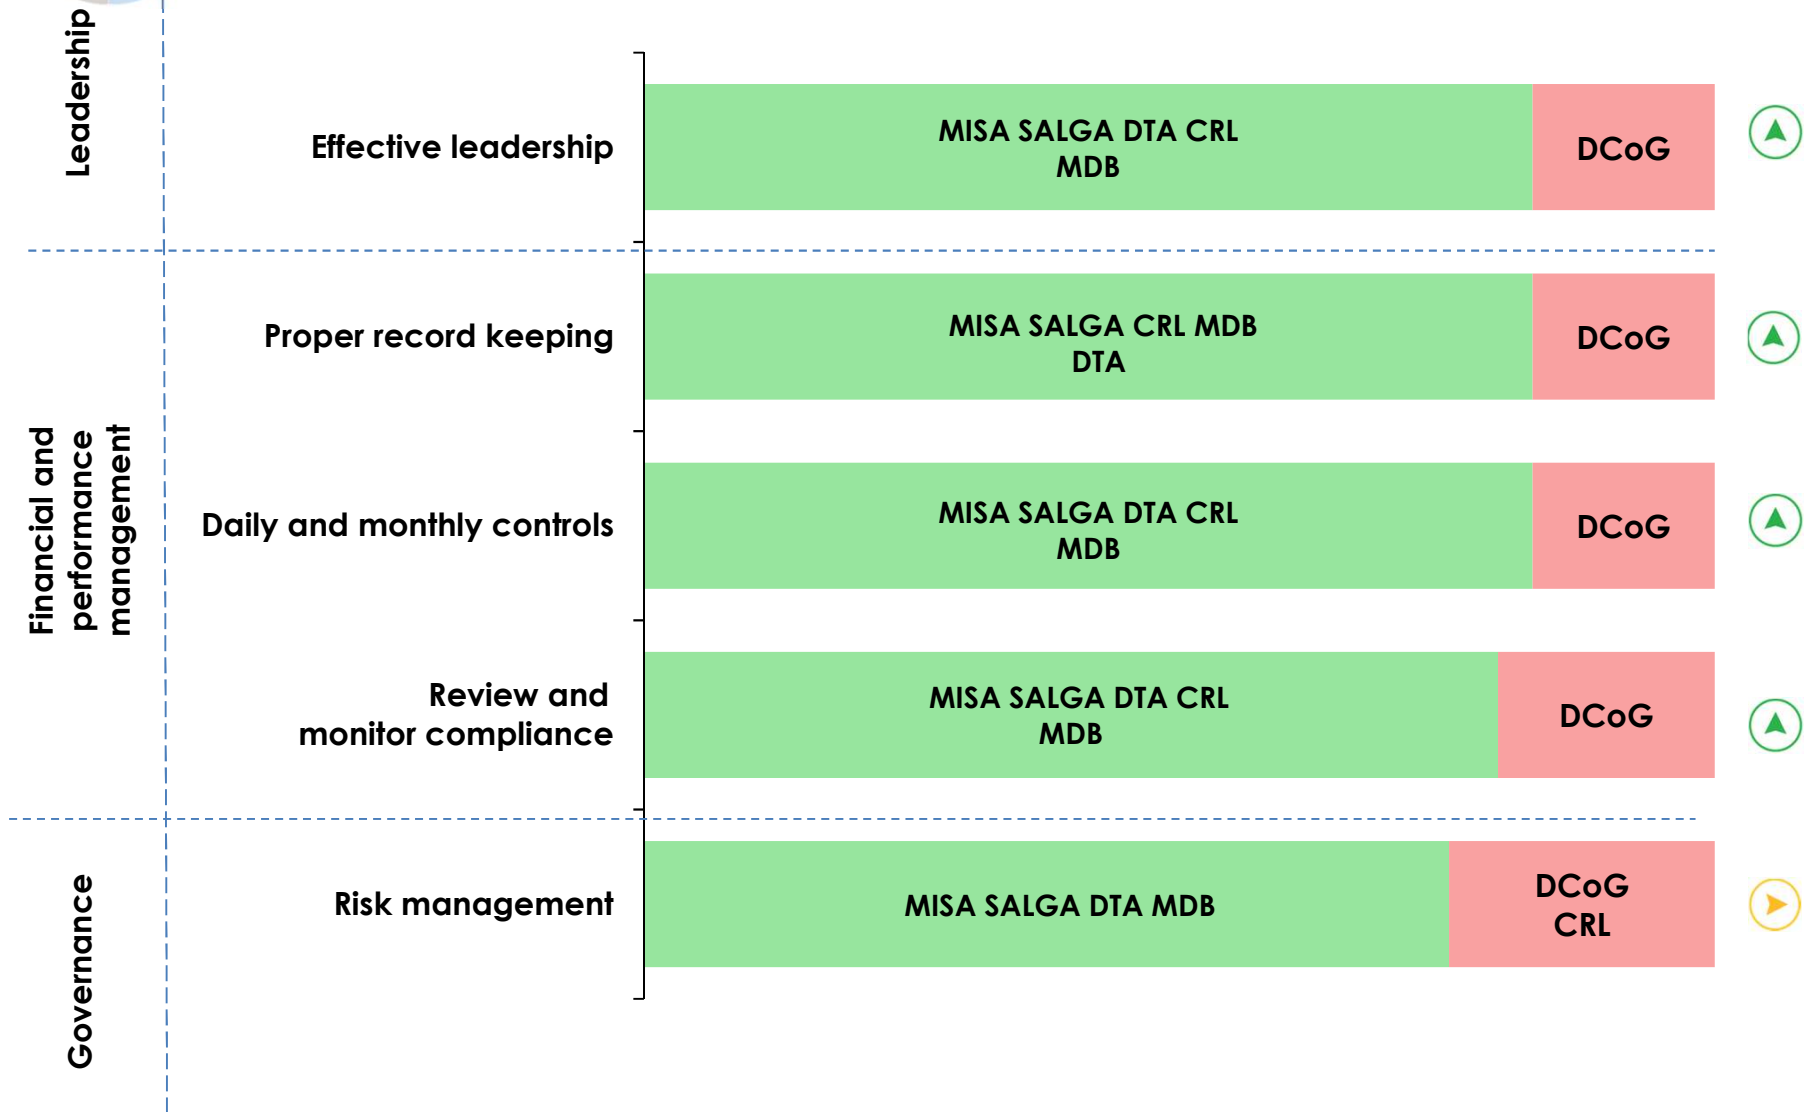 Leadership
Effective leadership
MISA SALGA DTA CRL
MDB
DCoG
Financial and
performance
management
Proper record keeping
MISA SALGA CRL MDB
DTA
DCoG
Daily and monthly controls
MISA SALGA DTA CRL
MDB
DCoG
Review and
monitor compliance
MISA SALGA DTA CRL
MDB
DCoG
Governance
Risk management
MISA SALGA DTA MDB
DCoG
CRL